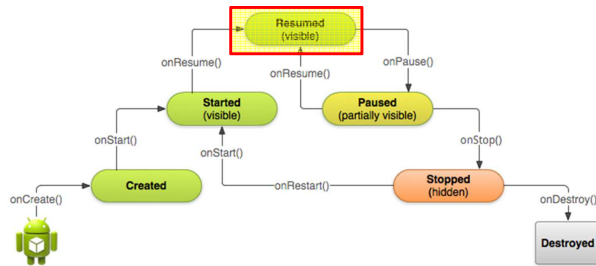 Resumed
(visible)
onResume()
onResume()
onPause()
Started
(visible)
Paused
(partially visible)
onStart()
onStart()
onStop()
Created
onRestart()
Stopped
(hidden)
onCreate()
onDestroy()
Destroyed